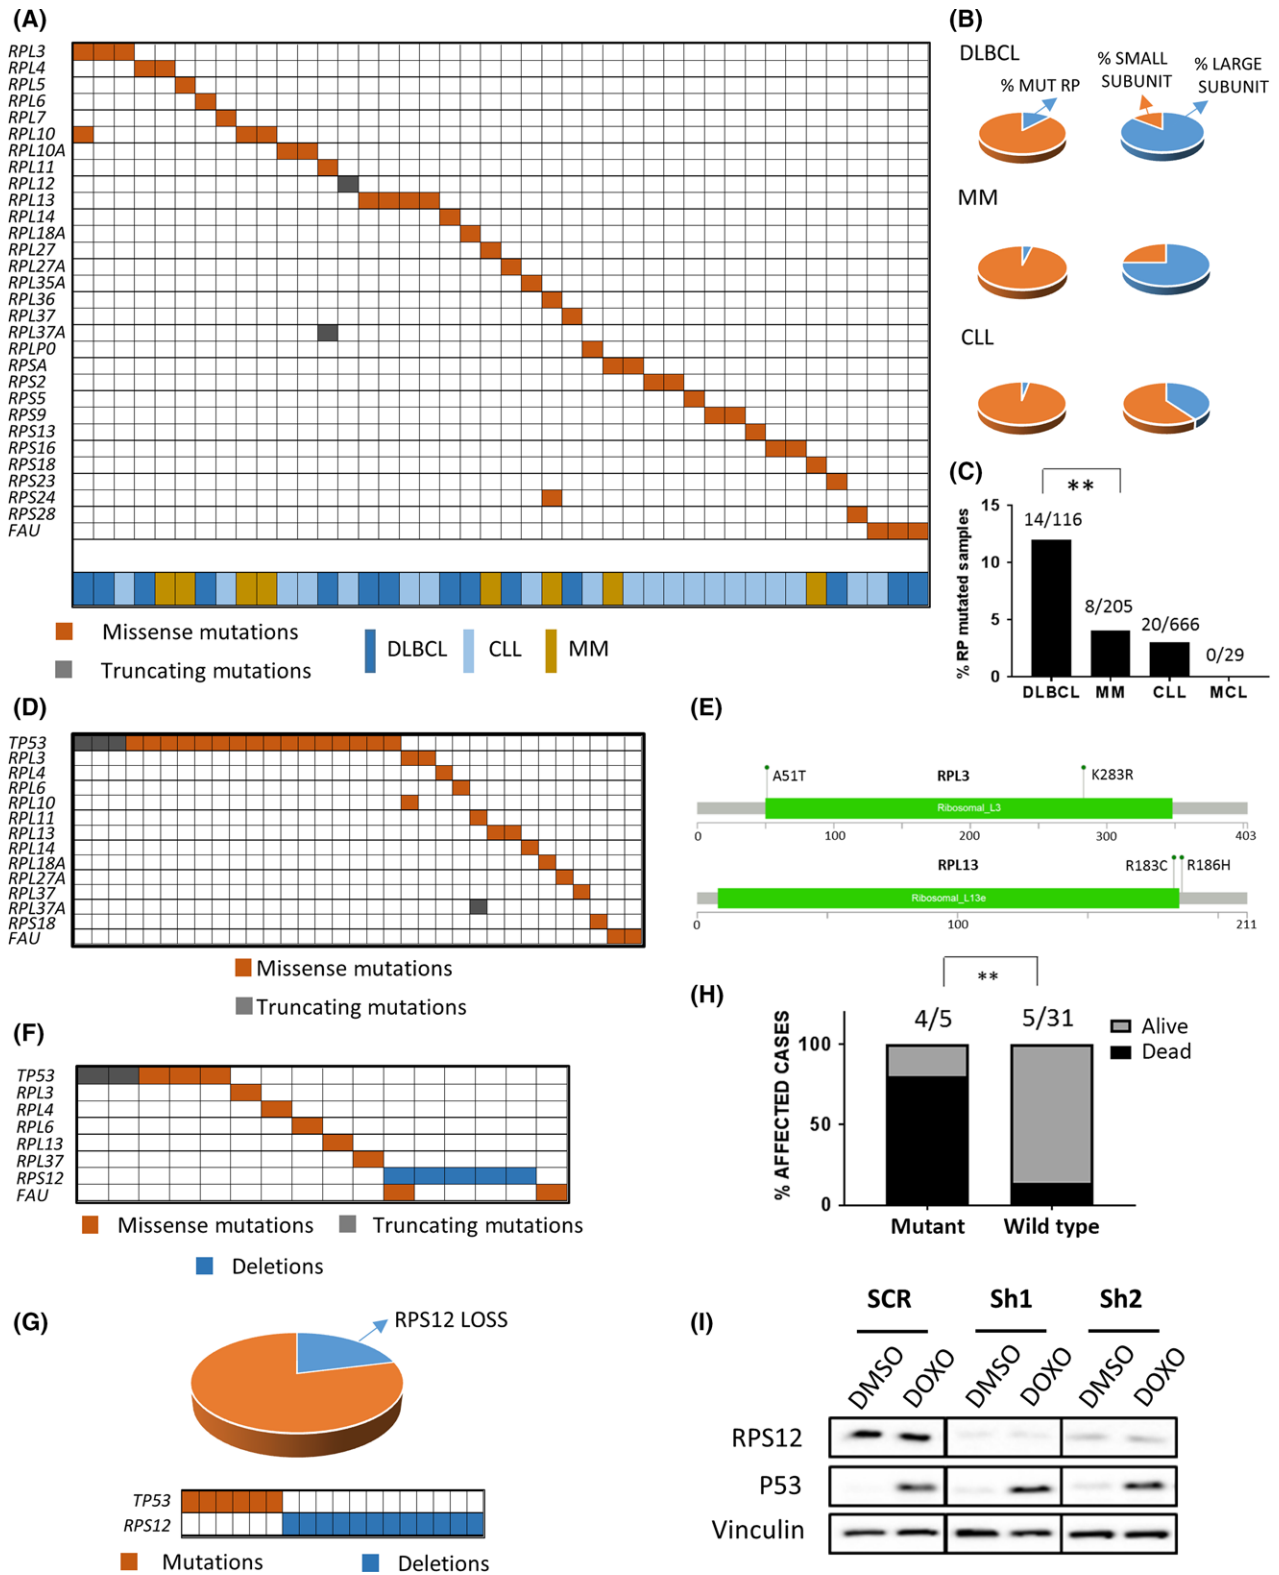 (A)
RPL3
RPL4
RPL5
RPL6
RPL7
RPL10
RPL10A
RPL11
RPL12
RPL13
RPL14
RPL18A
RPL27
RPL27A
RPL35A
RPL36
RPL37
RPL37A
RPLP0
RPSA
RPS2
RPS5
RPS9
RPS13
RPS16
RPS18
RPS23
RPS24
RPS28
FAU
Missense mutations
Truncating mutations
DLBCL
CLL
MM
(B)
DLBCL
% MUT RP
% SMALL
SUBUNIT
% LARGE
SUBUNIT
MM
CLL
(C)
**
% RP mutated samples
15
10
5
0
14/116
8/205
20/666
0/29
DLBCL MM CLL MCL
(D)
TP53
RPL3
RPL4
RPL6
RPL10
RPL11
RPL13
RPL14
RPL18A
RPL27A
RPL37
RPL37A
RPS18
FAU
Missense mutations
Truncating mutations
(E)
A51T
RPL3
K283R
Ribosomal_L3
0 100 200 300 403
RPL13
R183C
R186H
Ribosomal_L13e
0 100 211
(F)
TP53
RPL3
RPL4
RPL6
RPL13
RPL37
RPS12
FAU
Missense mutations
Truncating mutations
Deletions
(H)
**
4/5
5/31
Alive
Dead
% AFFECTED CASES
100
50
0
Mutant
Wild type
(G)
RPS12 LOSS
TP53
RPS12
Mutations
Deletions
(I)
SCR Sh1 Sh2
DMSO DOXO DMSO DOXO DMSO DOXO
RPS12
P53
Vinculin